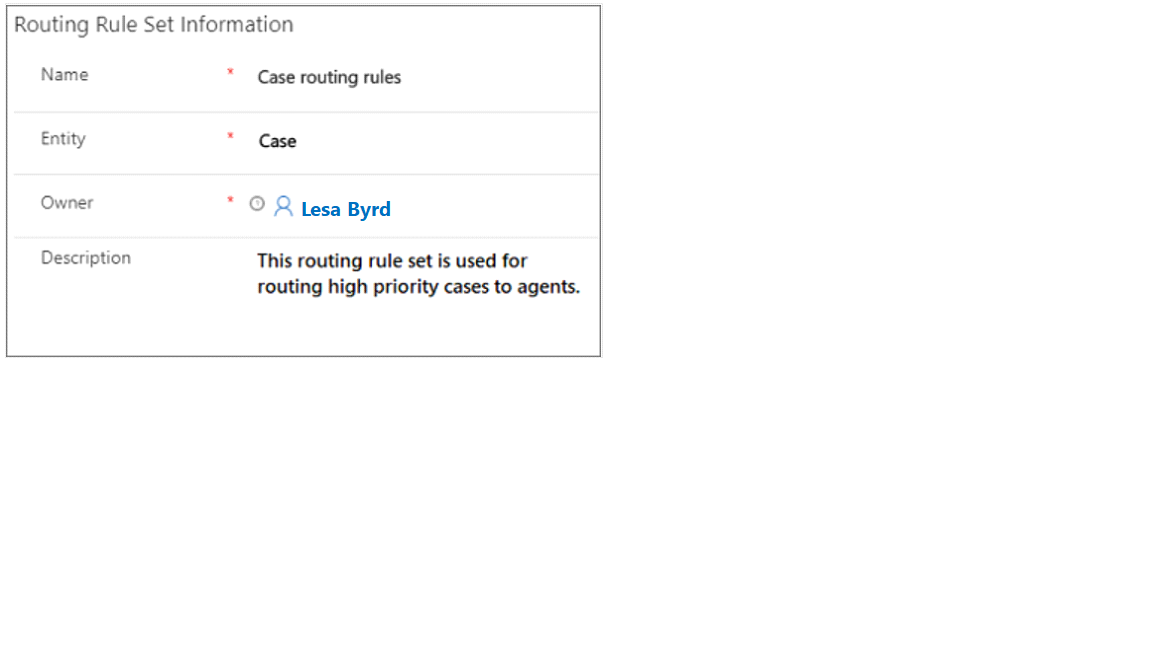 Routing Rule Set Information
Name * Case routing rules
Entity * Case
Owner * Lesa Byrd
Description This routing rule set is used for
routing high priority cases to agents.